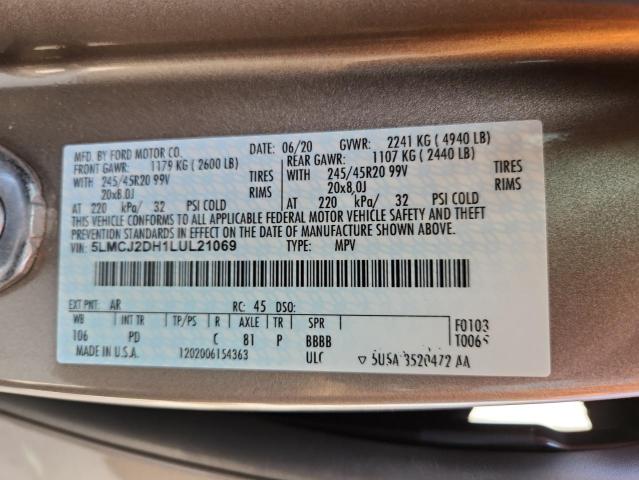 MFD. BY FORD MOTOR CO. DATE: 06/20 GVWR: 2241 KG ( 4940 LB)
FRONT GAWR: 1179 KG (2600 LB) REAR GAWR: 1107 KG ( 2440 LB)
WITH 245/45R20 99V TIRES WITH 245/45R20 99V TIRES
20x8.0J RIMS 20x8.0J RIMS
AT 220 kPa/ 32 PSI COLD AT 220 kPa/ 32 PSI COLD
THIS VEHICLE CONFORMS TO ALL APPLICABLE FEDERAL MOTOR VEHICLE SAFETY AND THEFT
PREVENTION STANDARDS IN EFFECT ON THE DATE OF MANUFACTURE SHOWN ABOVE.
VIN: 5LMCJ2DH1LUL21069 TYPE: MPV
EXT PNT: AR RC: 45 DSO:
WB INT TR TP/PS R AXLE TR SPR F0103
106 PD C 81 P BBBB
MADE IN U.S.A. 1202006154363 ULC ▽ 5U5A 3520472 AA